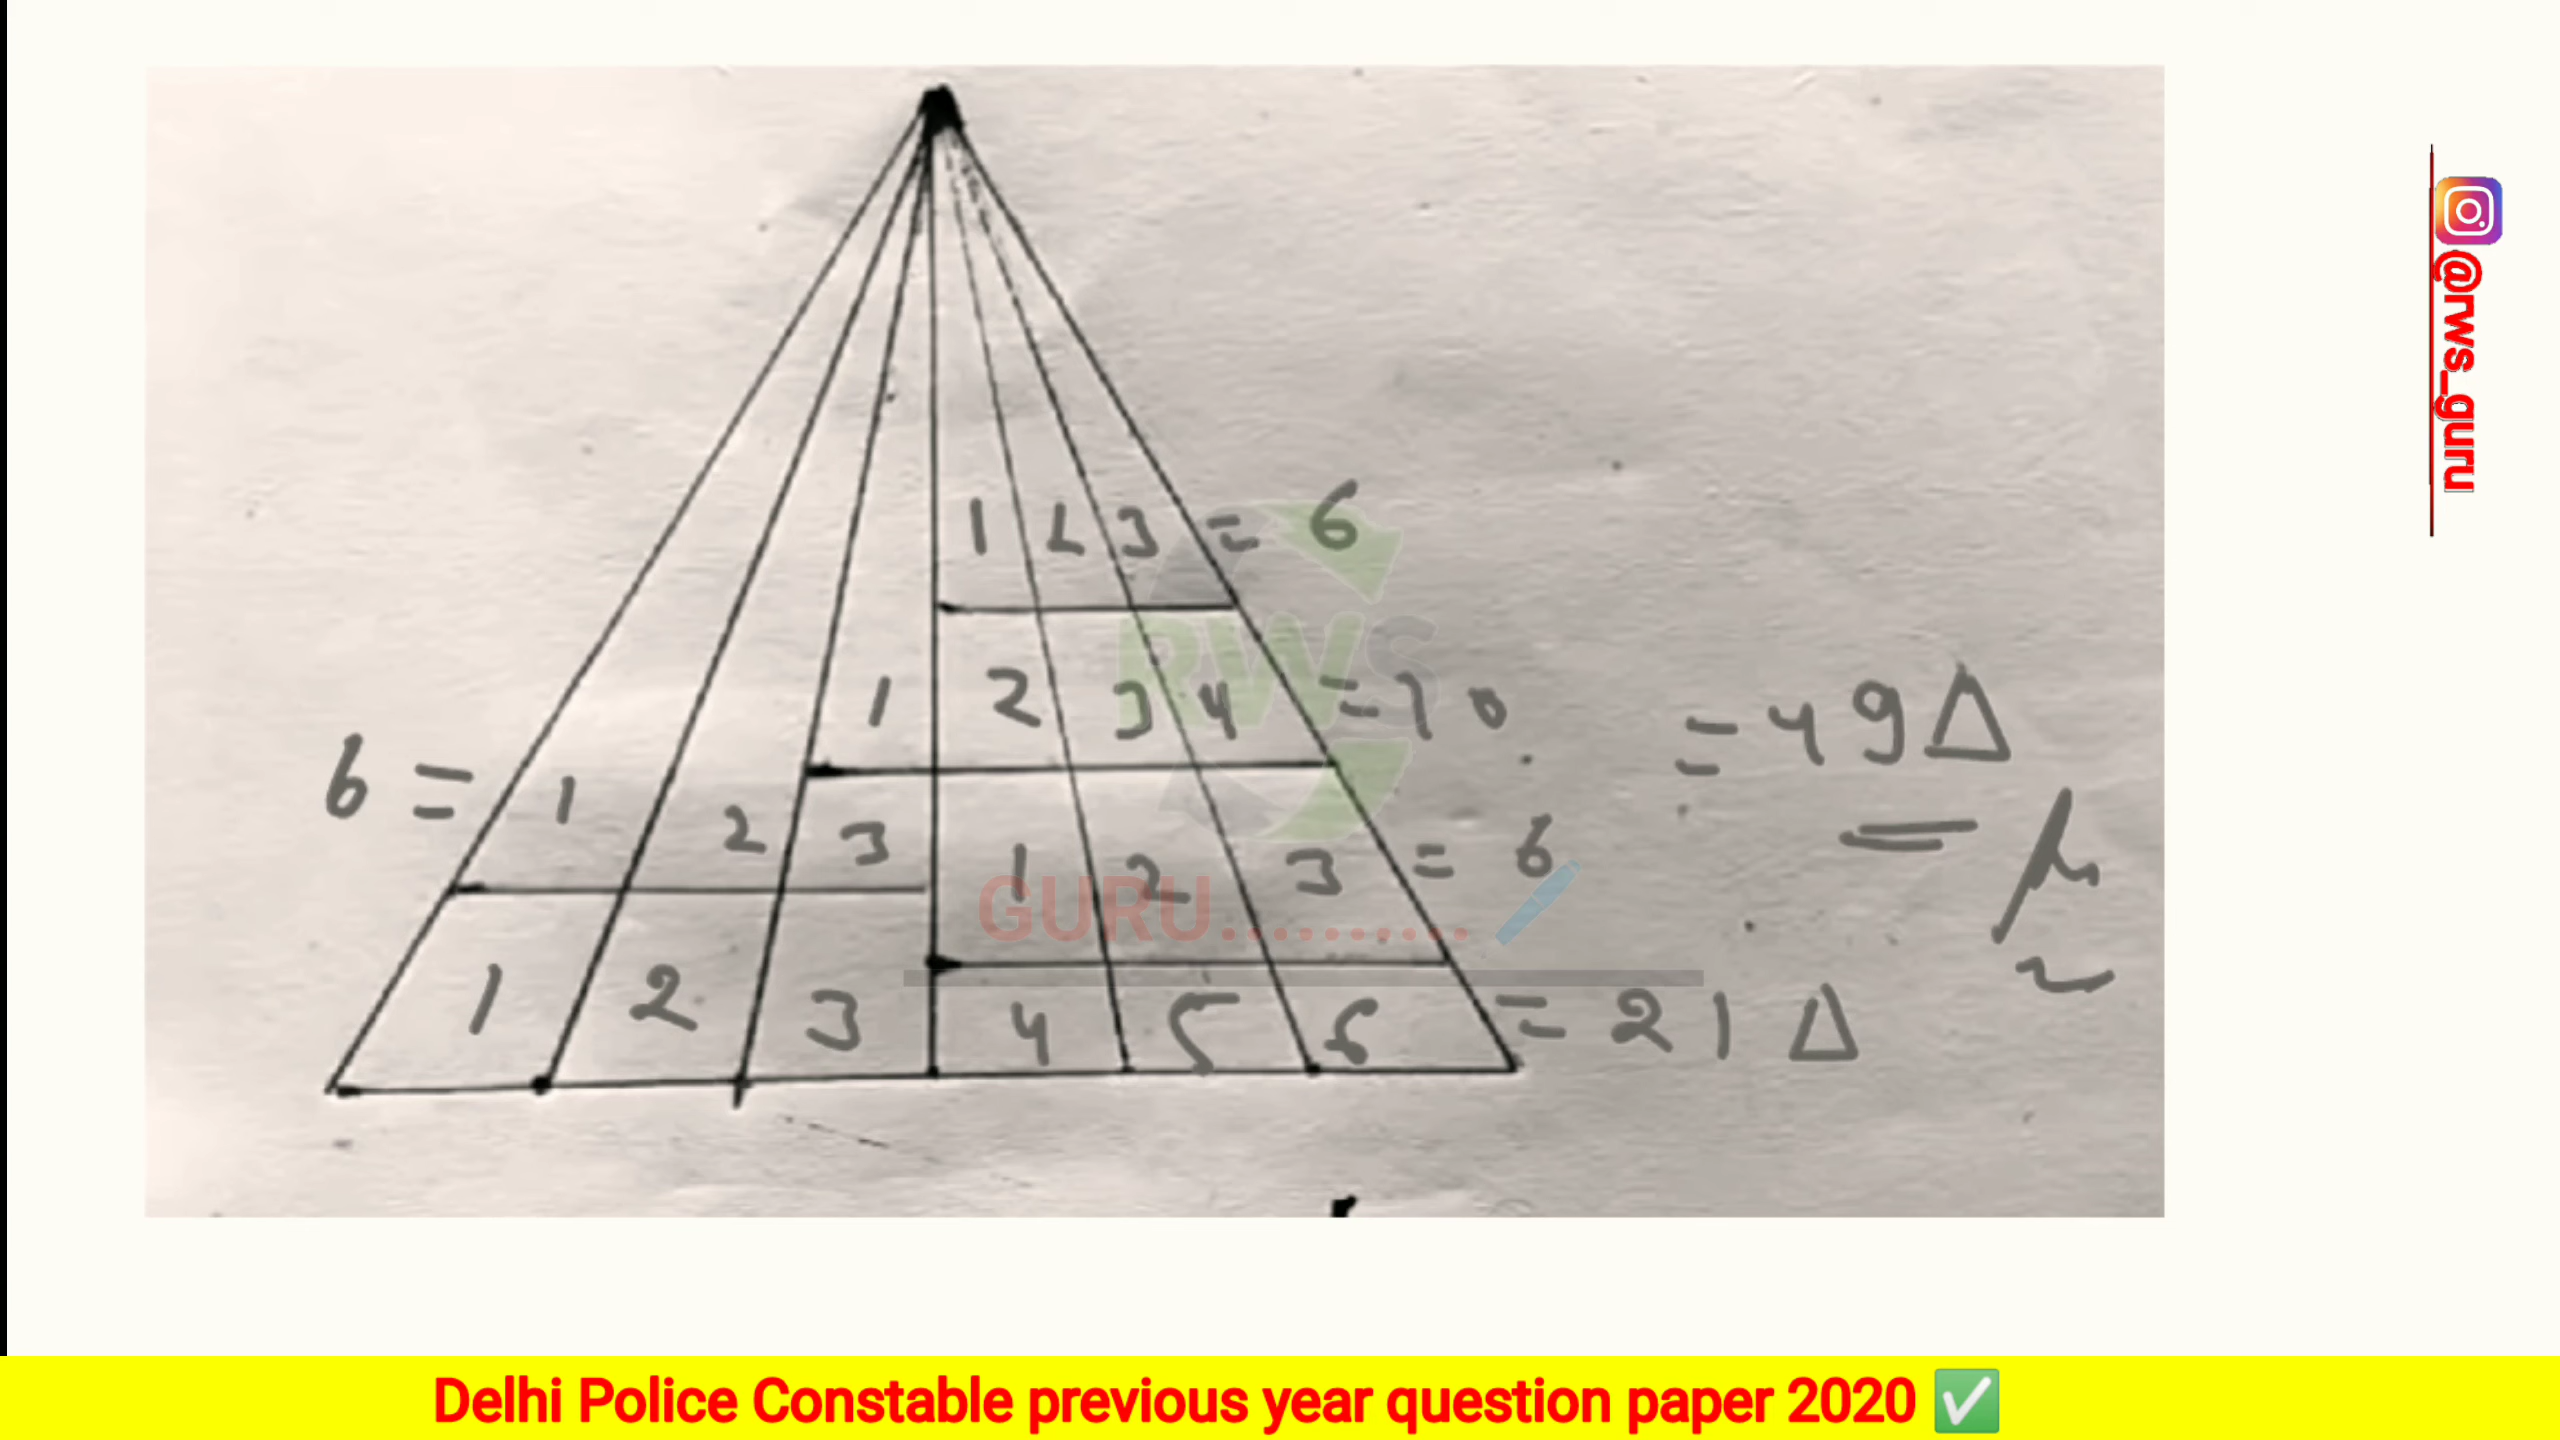 1 2 3 = 6
1 2 3 4 = 10
= 49 Δ
6 = 1 2 3
1 2 3 = 6
1 2 3 4 5 6 = 21 Δ
RWS
GURU..........
@rws_guru
Delhi Police Constable previous year question paper 2020 ✅